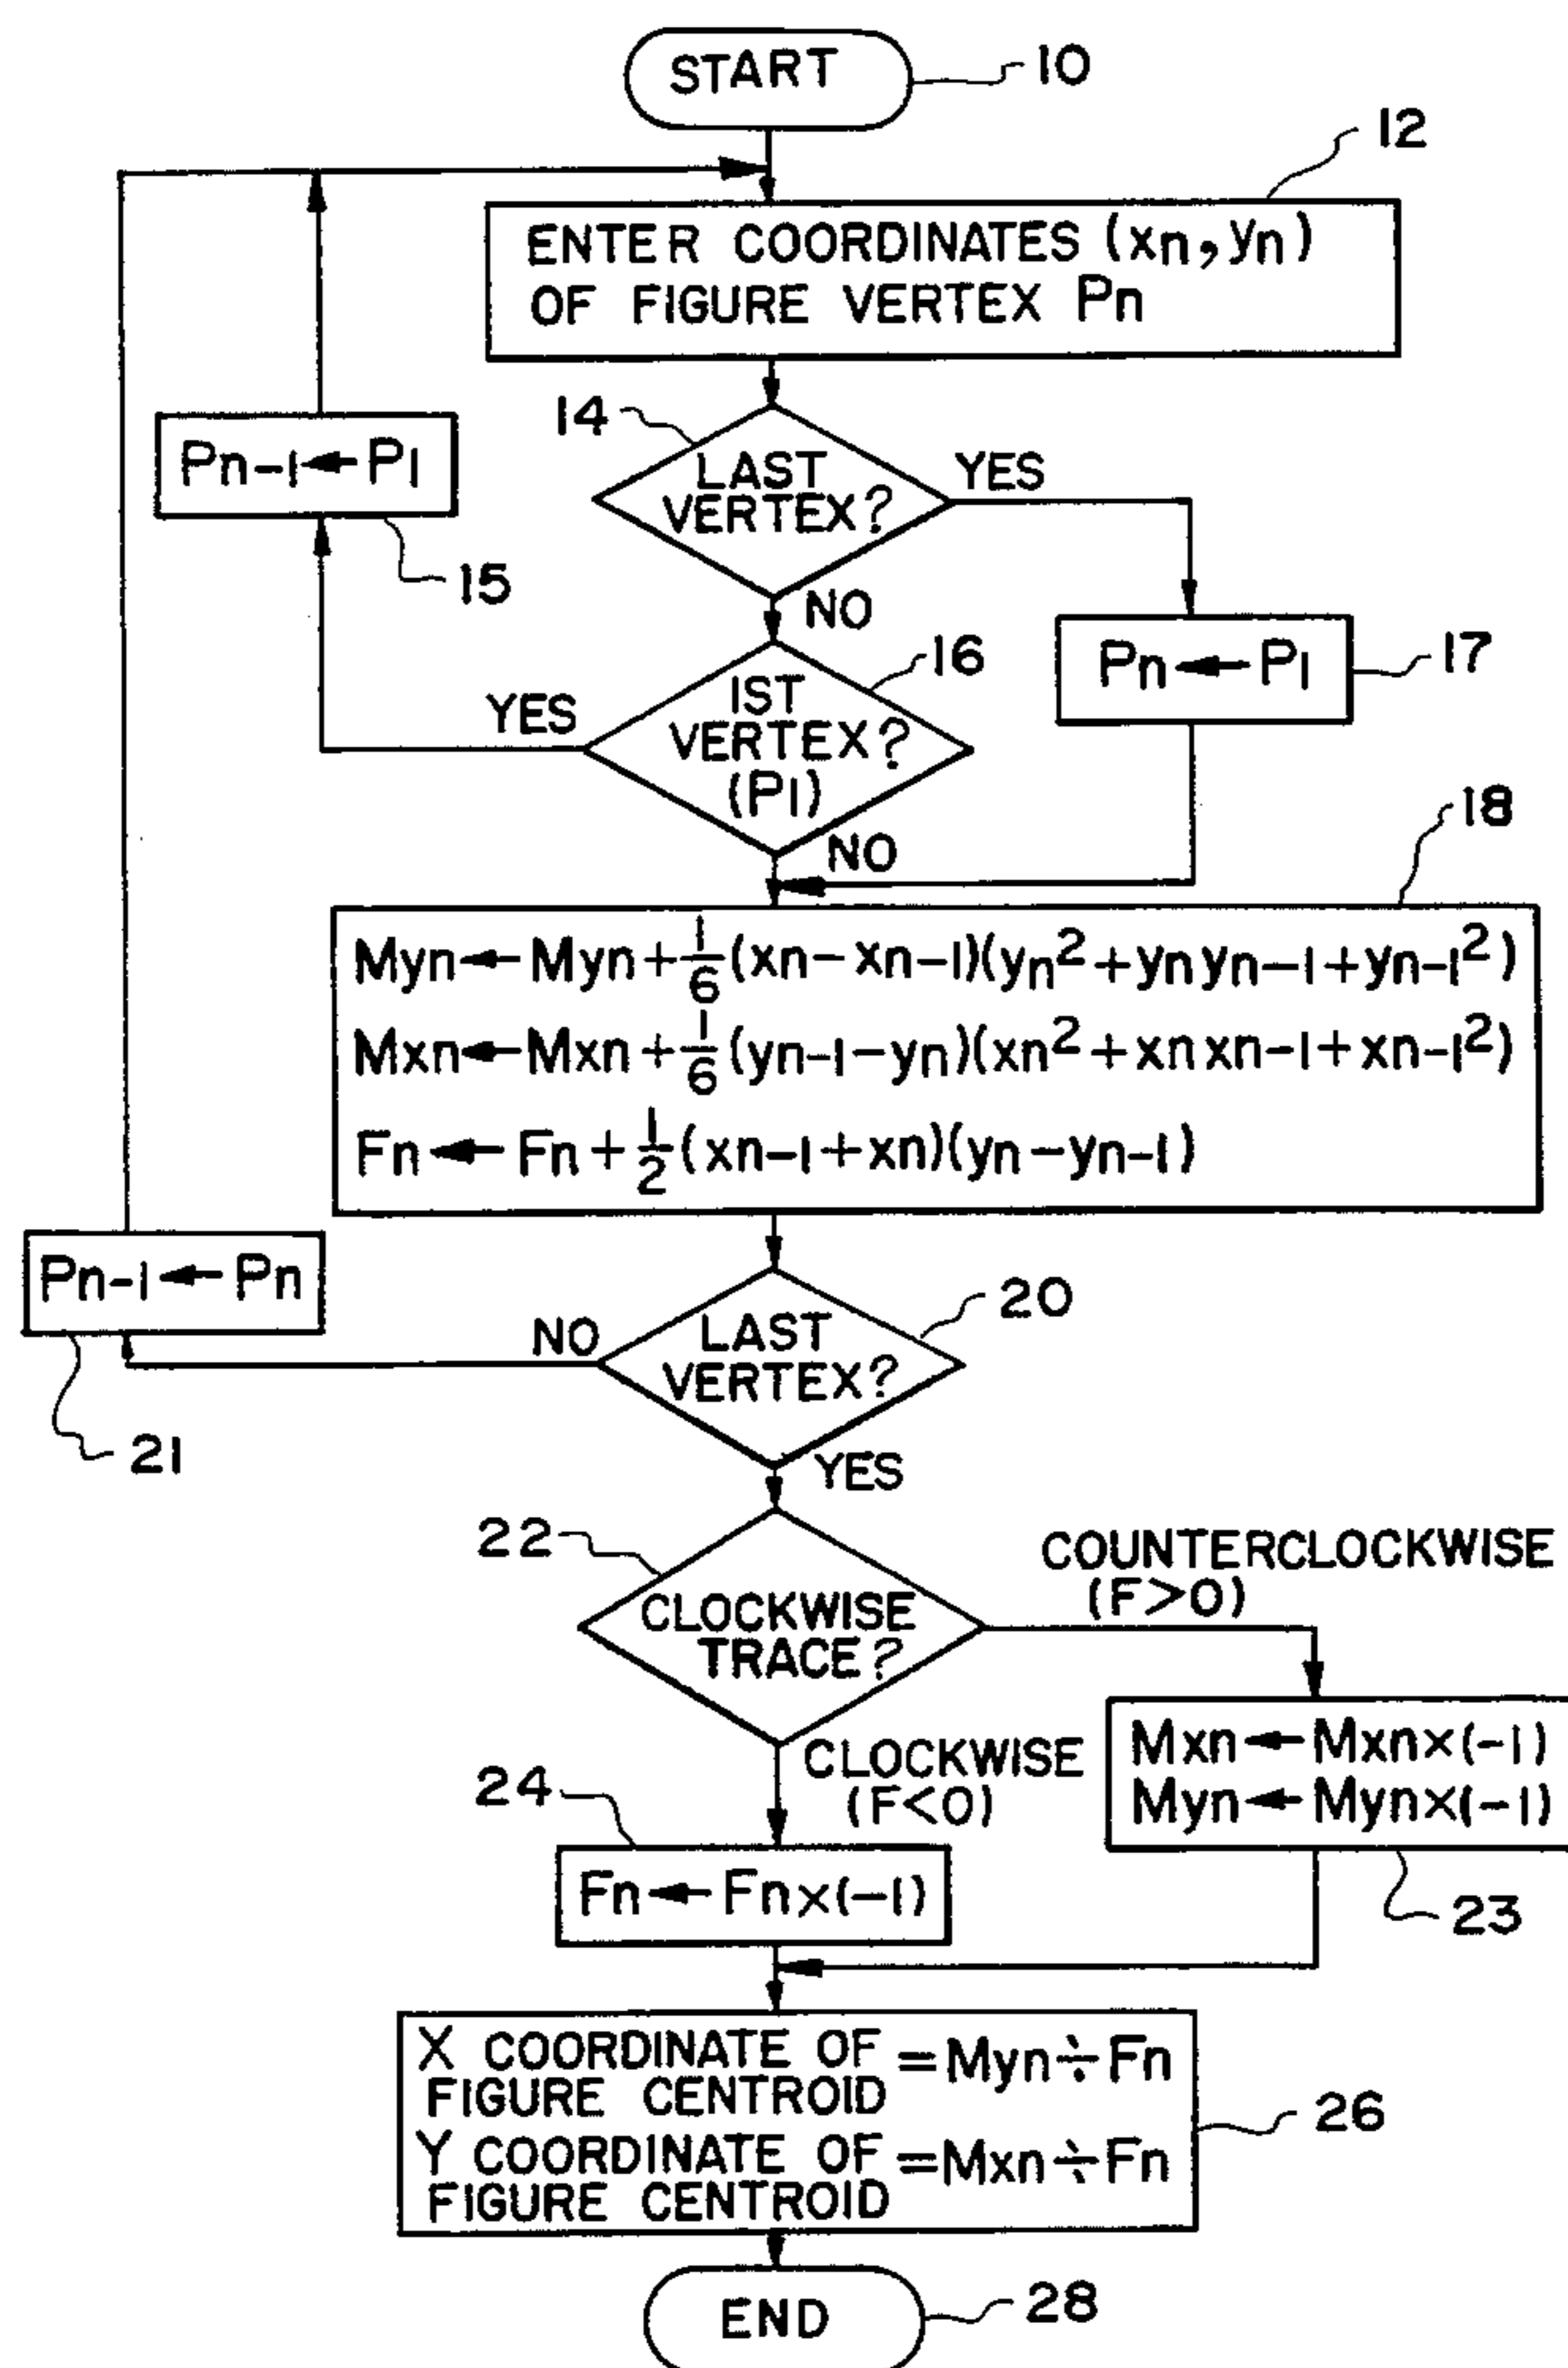 START
10
12
ENTER COORDINATES (xn, yn)
OF FIGURE VERTEX Pn
14
LAST
VERTEX?
YES
NO
Pn-1 ← P1
15
16
1ST
VERTEX?
(P1)
YES
NO
Pn ← P1
17
18
Myn ← Myn + 1/6 (xn - xn-1)(yn² + yn yn-1 + yn-1²)
Mxn ← Mxn + 1/6 (yn-1 - yn)(xn² + xn xn-1 + xn-1²)
Fn ← Fn + 1/2 (xn-1 + xn)(yn - yn-1)
Pn-1 ← Pn
21
20
LAST
VERTEX?
NO
YES
22
CLOCKWISE
TRACE?
COUNTERCLOCKWISE
(F>0)
CLOCKWISE
(F<0)
Mxn ← Mxn×(-1)
Myn ← Myn×(-1)
23
24
Fn ← Fn×(-1)
X COORDINATE OF
FIGURE CENTROID = Myn ÷ Fn
Y COORDINATE OF
FIGURE CENTROID = Mxn ÷ Fn
26
END
28